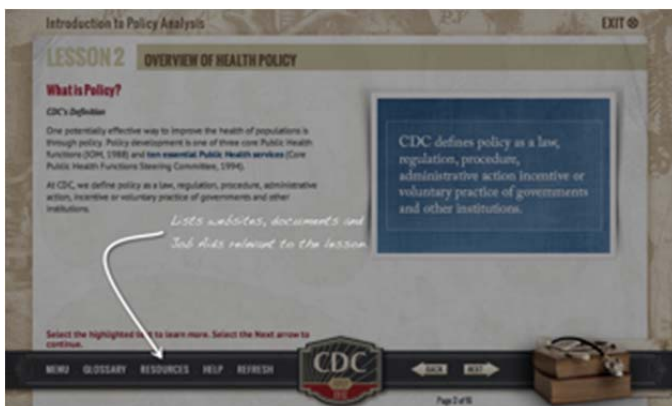 Introduction to Policy Analysis
EXIT
LESSON 2 OVERVIEW OF HEALTH POLICY
What is Policy?
CDC's Definition
One potentially effective way to improve the health of populations is
through policy. Policy development is one of three core Public Health
functions (IOM, 1988) and ten essential Public Health services (Core
Public Health Functions Steering Committee, 1994).
At CDC, we define policy as a law, regulation, procedure, administrative
action, incentive or voluntary practice of governments and other
institutions.
CDC defines policy as a law,
regulation, procedure,
administrative action incentive or
voluntary practice of governments
and other institutions.
Lists websites, documents and
Job Aids relevant to the lesson
Select the highlighted text to learn more. Select the Next arrow to
continue.
MENU GLOSSARY RESOURCES HELP REFRESH
CDC
BACK NEXT
Page 2 of